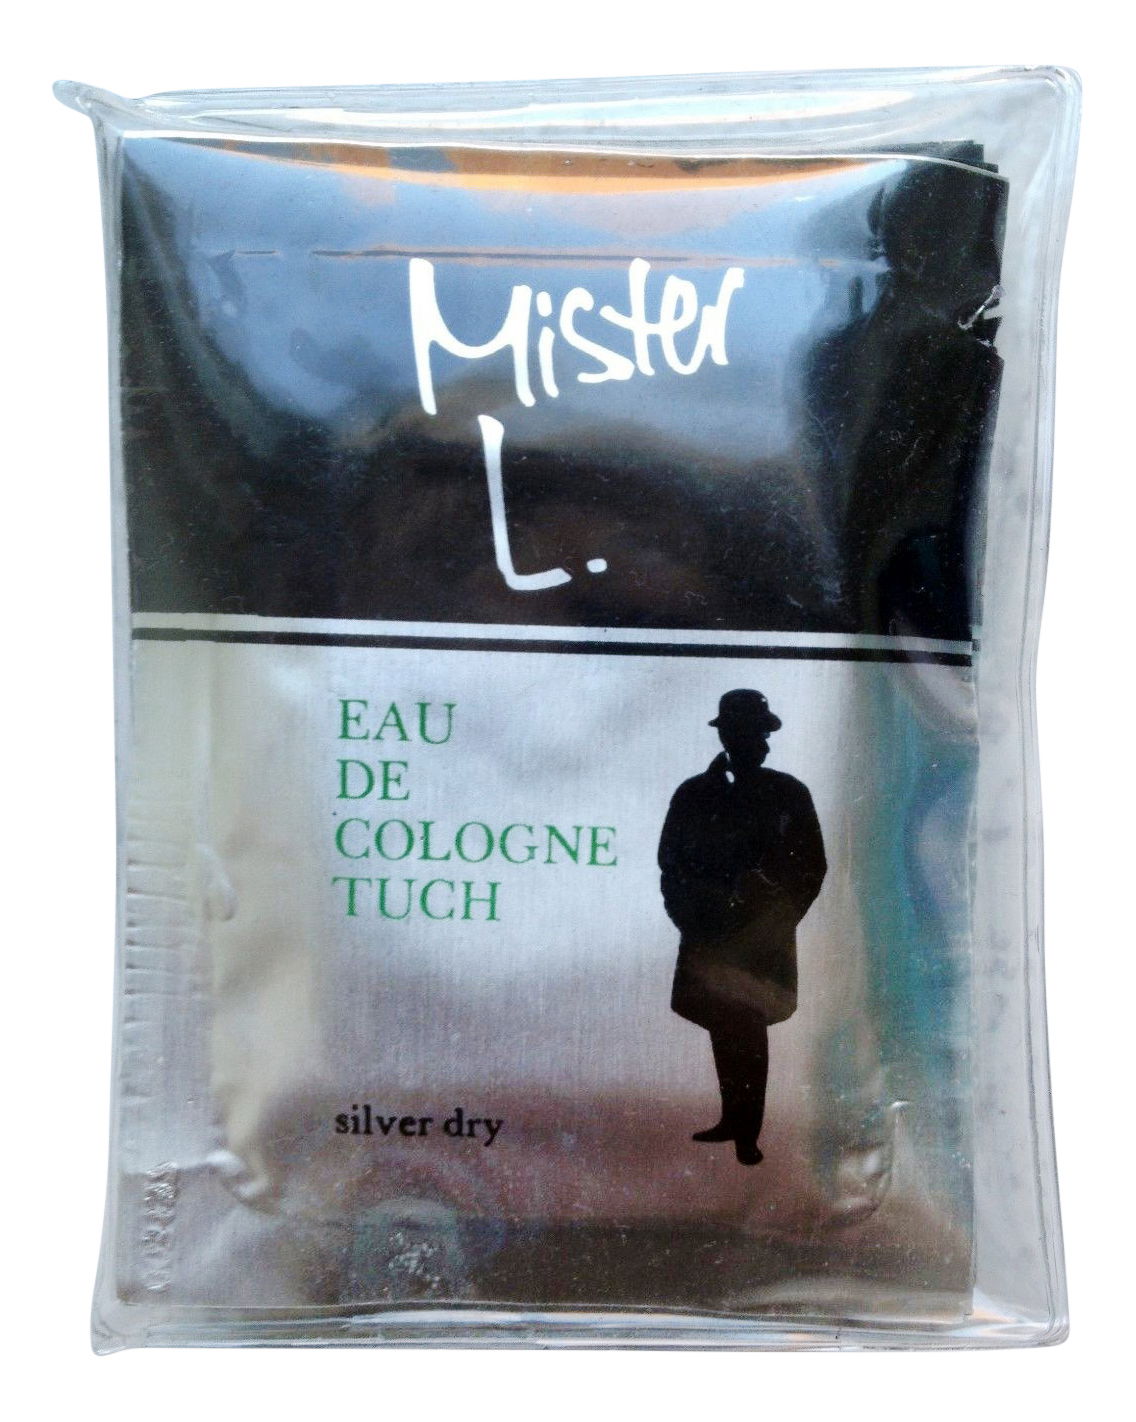 Mister
L.
EAU
DE
COLOGNE
TUCH
silver dry